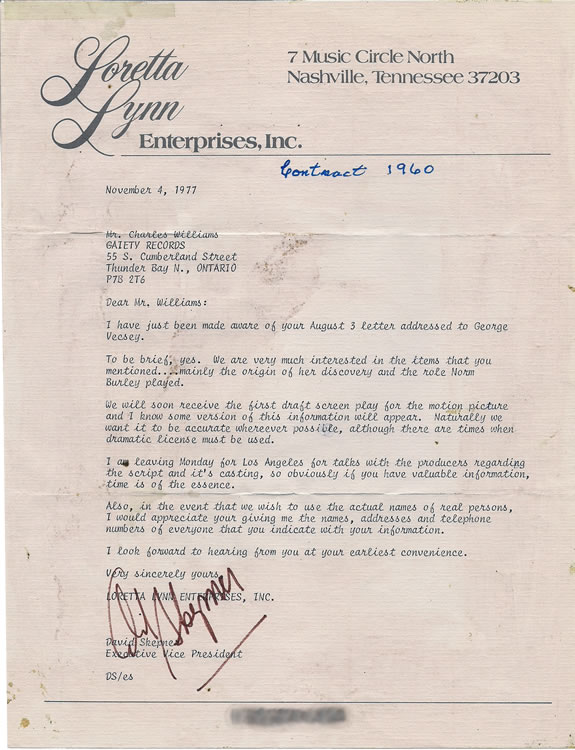 Loretta
Lynn
Enterprises, Inc.
7 Music Circle North
Nashville, Tennessee 37203
Contract 1960
November 4, 1977
Mr. Charles Williams
GAIETY RECORDS
55 S. Cumberland Street
Thunder Bay N., ONTARIO
P7B 2T6
Dear Mr. Williams:
I have just been made aware of your August 3 letter addressed to George
Vecsey.
To be brief, yes. We are very much interested in the items that you
mentioned....mainly the origin of her discovery and the role Norm
Burley played.
We will soon receive the first draft screen play for the motion picture
and I know some version of this information will appear. Naturally we
want it to be accurate whereever possible, although there are times when
dramatic license must be used.
I am leaving Monday for Los Angeles for talks with the producers regarding
the script and it's casting, so obviously if you have valuable information,
time is of the essence.
Also, in the event that we wish to use the actual names of real persons,
I would appreciate your giving me the names, addresses and telephone
numbers of everyone that you indicate with your information.
I look forward to hearing from you at your earliest convenience.
Very sincerely yours,
LORETTA LYNN ENTERPRISES, INC.
David Skepner
David Skepner
Executive Vice President
DS/es